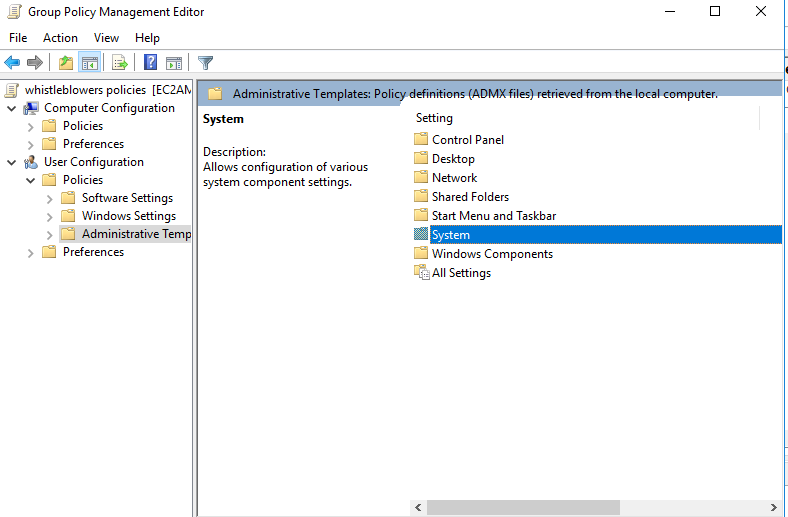 Group Policy Management Editor
File Action View Help
whistleblowers policies [EC2AM
Computer Configuration
Policies
Preferences
User Configuration
Policies
Software Settings
Windows Settings
Administrative Temp
Preferences
Administrative Templates: Policy definitions (ADMX files) retrieved from the local computer.
System
Description:
Allows configuration of various
system component settings.
Setting
Control Panel
Desktop
Network
Shared Folders
Start Menu and Taskbar
System
Windows Components
All Settings